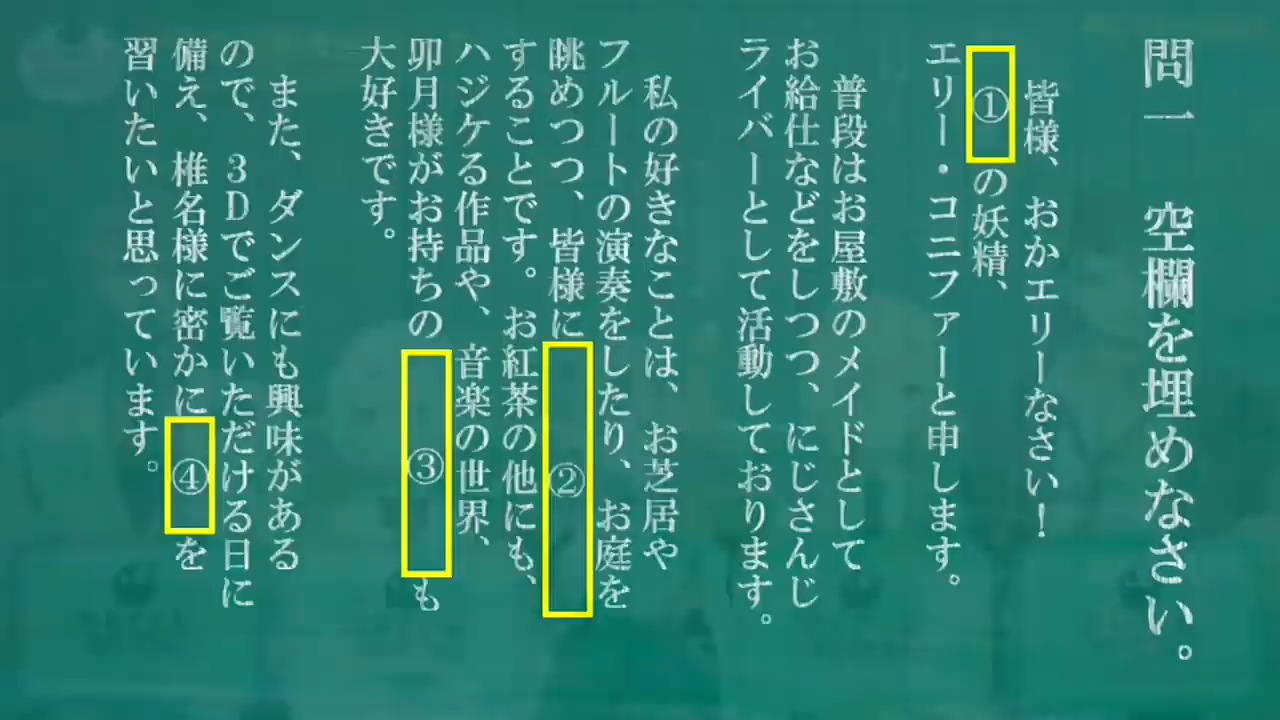 問一 空欄を埋めなさい。
皆様、おかエリーなさい！
①の妖精、
エリー・コニファーと申します。
普段はお屋敷のメイドとして
お給仕などをしつつ、にじさんじ
ライバーとして活動しております。
私の好きなことは、お芝居や
フルートの演奏をしたり、お庭を
眺めつつ、皆様に②
することです。お紅茶の他にも、
ハジケる作品や、音楽の世界、
卯月様がお持ちの③も
大好きです。
また、ダンスにも興味がある
ので、3Dでご覧いただける日に
備え、椎名様に密かに④を
習いたいと思っています。